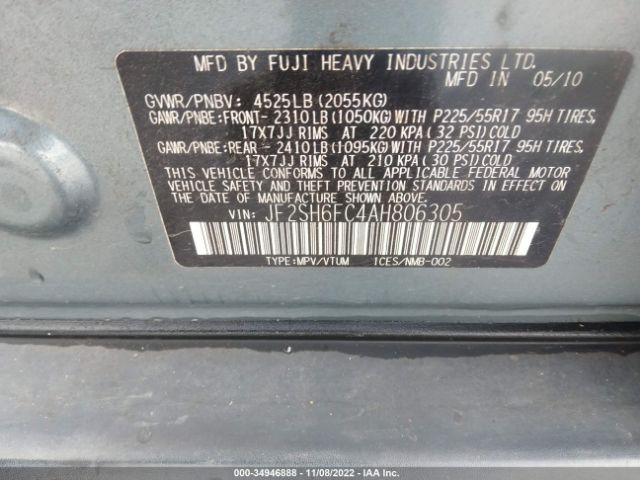 MFD BY FUJI HEAVY INDUSTRIES LTD.
MFD IN 05/10
GVWR/PNBV: 4525LB (2055KG)
GAWR/PNBE:FRONT- 2310LB (1050KG) WITH P225/55R17 95H TIRES,
17X7JJ RIMS AT 220 KPA (32 PSI) COLD
GAWR/PNBE:REAR - 2410LB (1095KG) WITH P225/55R17 95H TIRES,
17X7JJ RIMS AT 210 KPA (30 PSI) COLD
THIS VEHICLE CONFORMS TO ALL APPLICABLE FEDERAL MOTOR
VEHICLE SAFETY AND THEFT PREVENTION STANDARDS IN EFFECT
ON THE DATE OF MANUFACTURE SHOWN ABOVE.
VIN: JF2SH6FC4AH806305
TYPE:MPV/VTUM ICES/NMB-002
© STOCK: 34946888 | 11/08/2022 | IAA Inc.